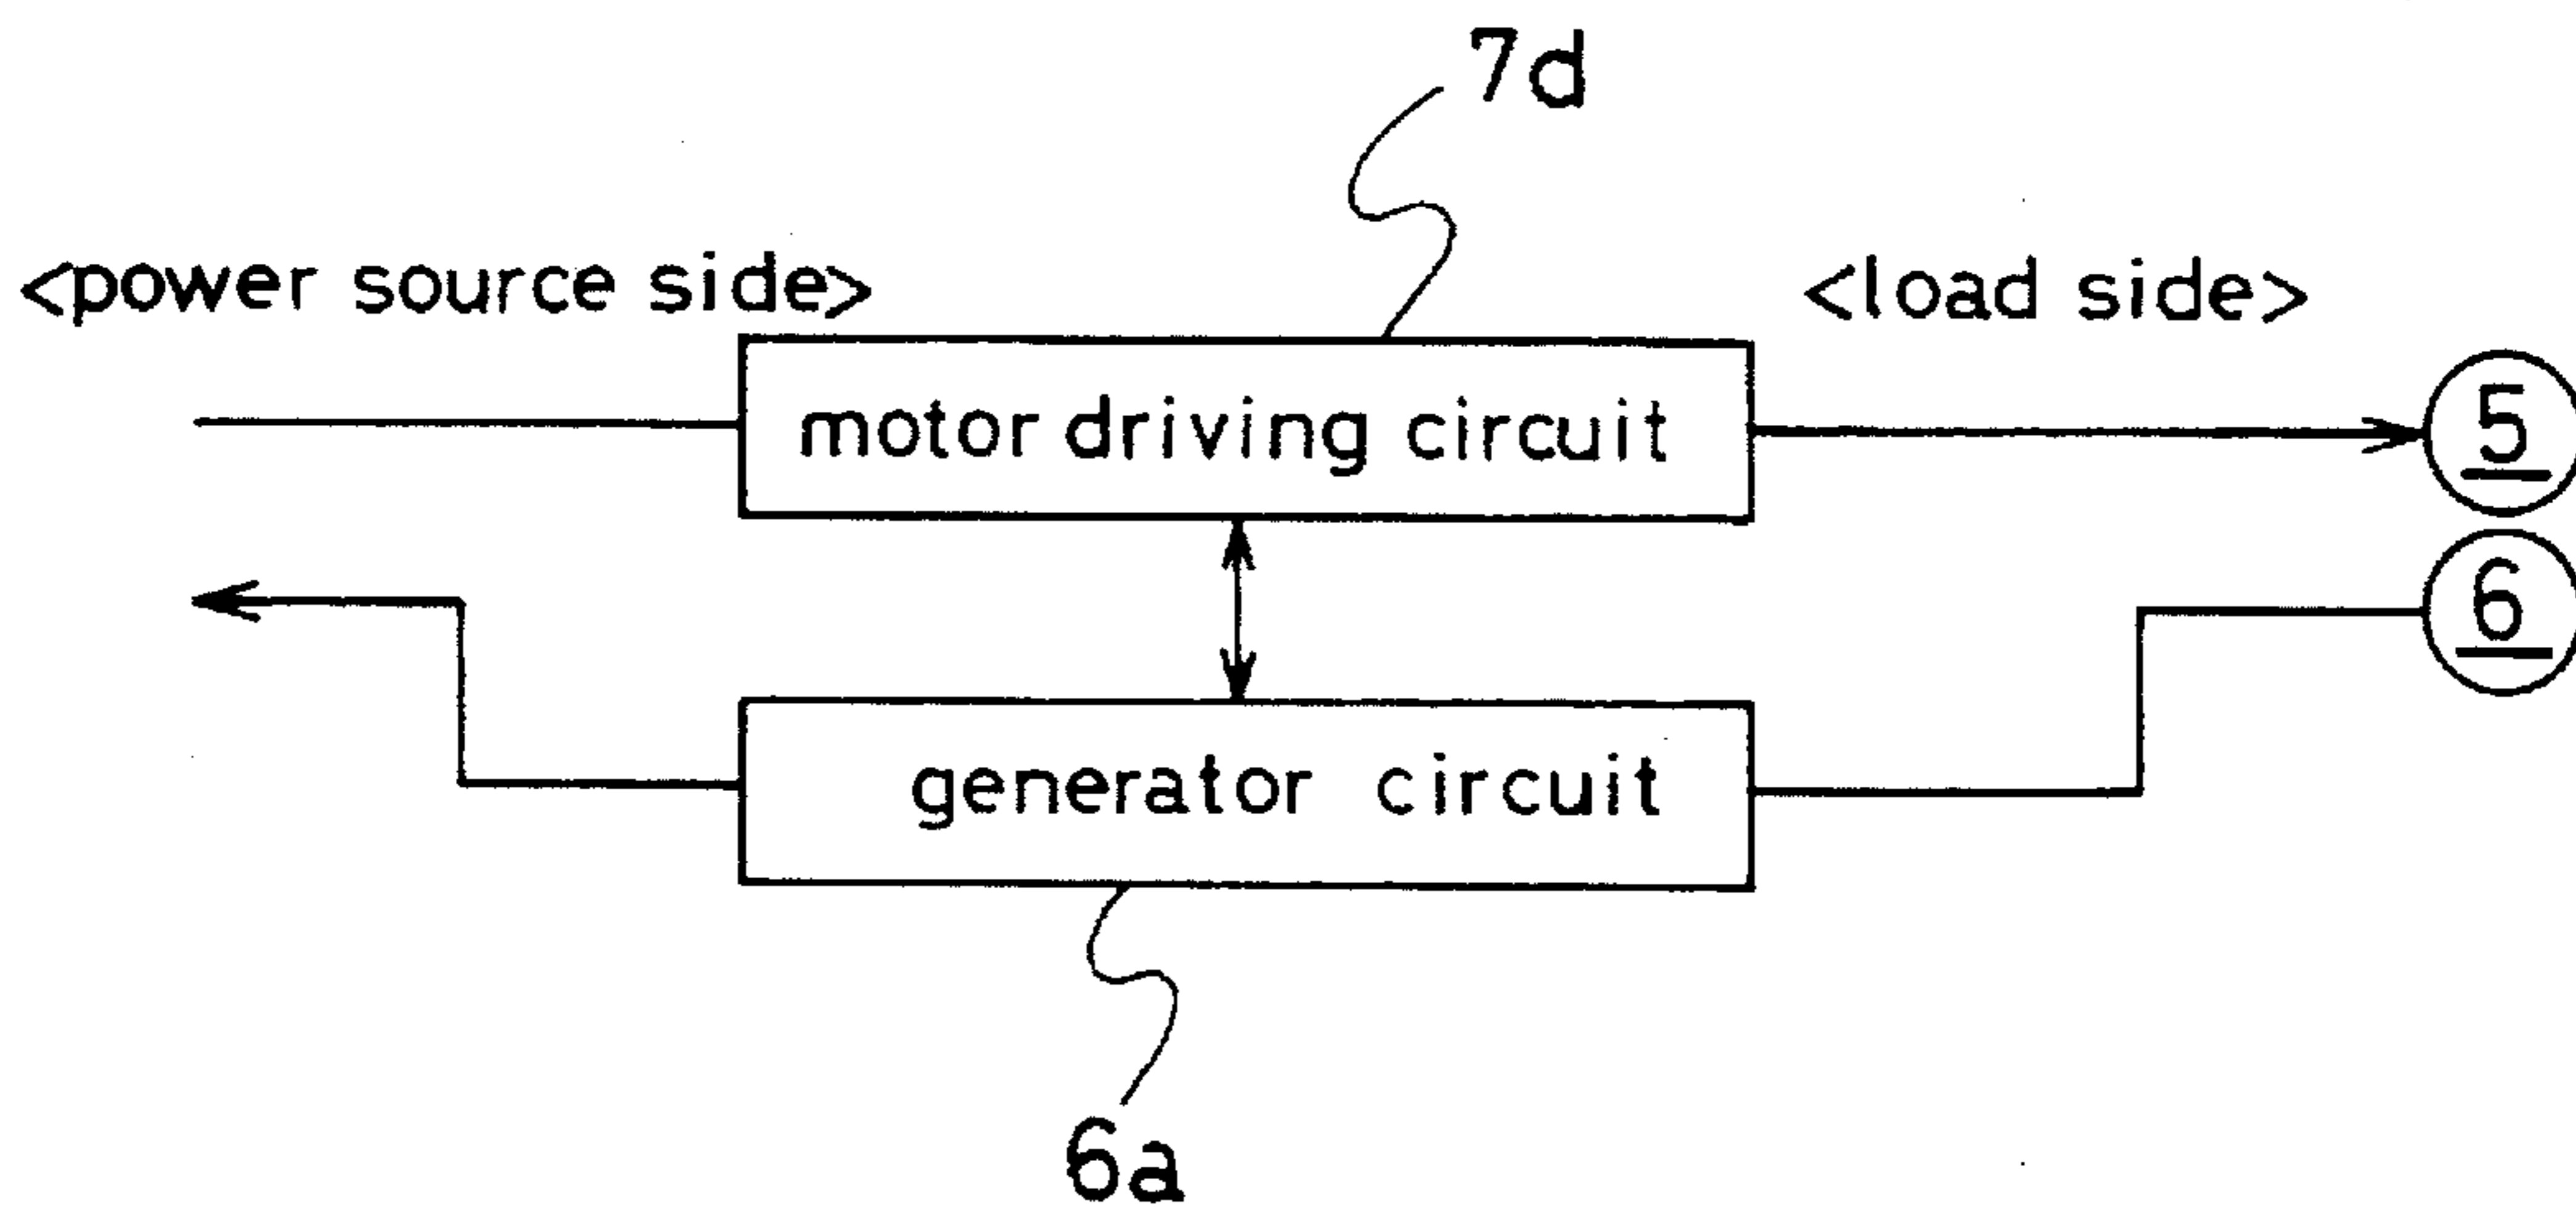 7d
<power source side>
<load side>
motor driving circuit
5
6
generator circuit
6a